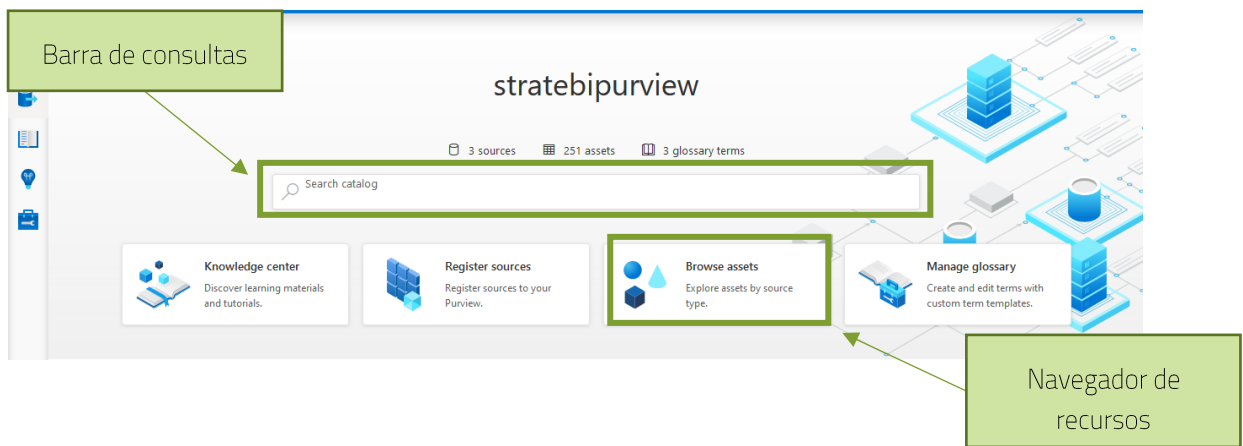 Barra de consultas
stratebipurview
3 sources 251 assets 3 glossary terms
Search catalog
Knowledge center
Discover learning materials
and tutorials.
Register sources
Register sources to your
Purview.
Browse assets
Explore assets by source
type.
Manage glossary
Create and edit terms with
custom term templates.
Navegador de
recursos